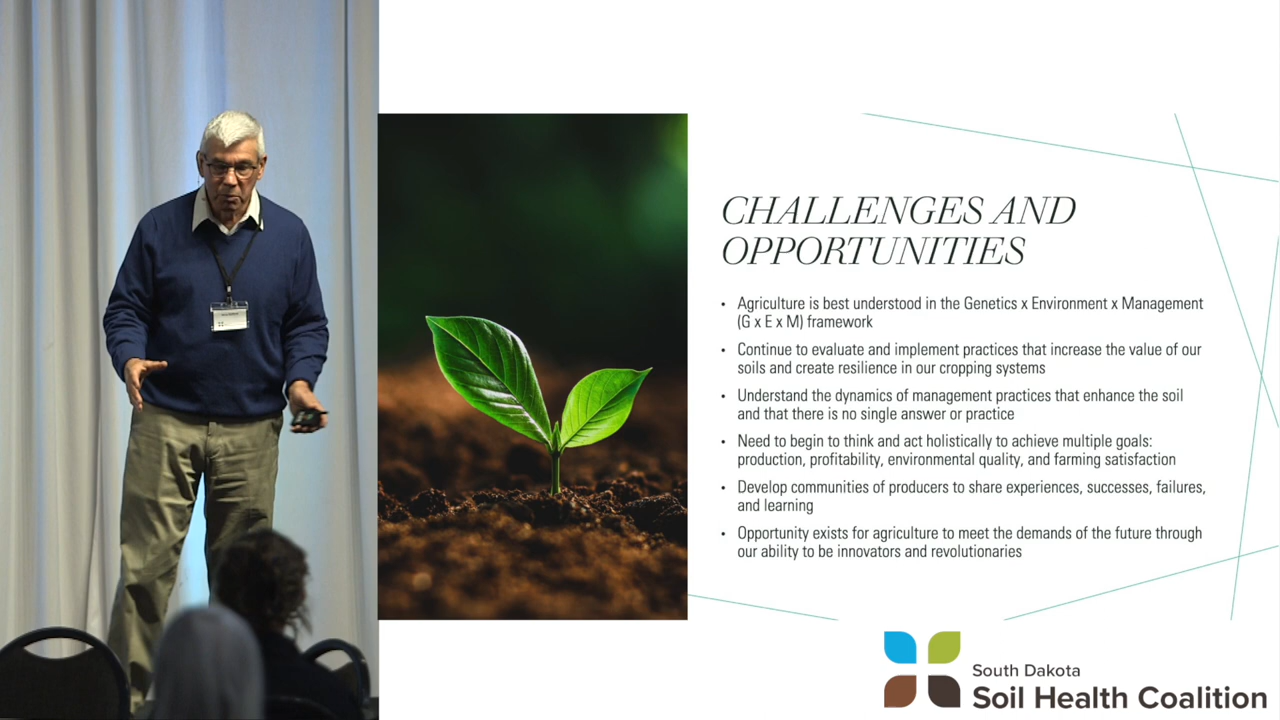 CHALLENGES AND
OPPORTUNITIES
• Agriculture is best understood in the Genetics x Environment x Management
(G x E x M) framework
• Continue to evaluate and implement practices that increase the value of our
soils and create resilience in our cropping systems
• Understand the dynamics of management practices that enhance the soil
and that there is no single answer or practice
• Need to begin to think and act holistically to achieve multiple goals:
production, profitability, environmental quality, and farming satisfaction
• Develop communities of producers to share experiences, successes, failures,
and learning
• Opportunity exists for agriculture to meet the demands of the future through
our ability to be innovators and revolutionaries
South Dakota
Soil Health Coalition